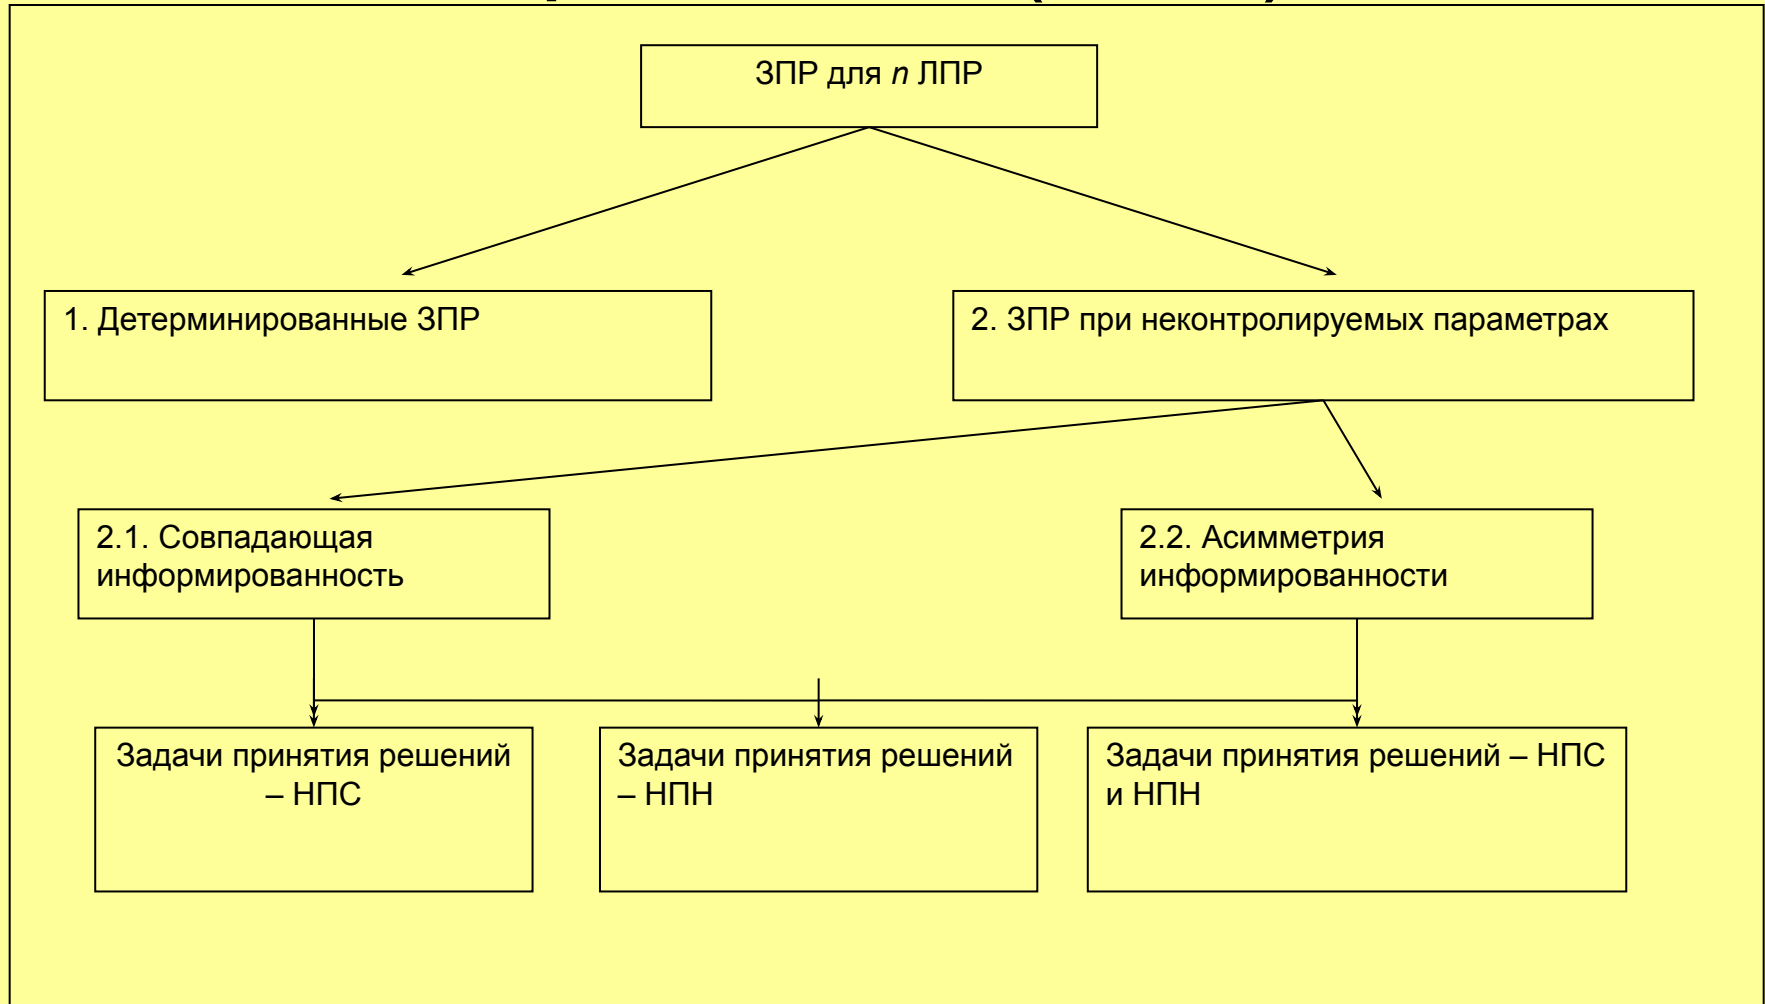 ЗПР для n ЛПР
1. Детерминированные ЗПР
2. ЗПР при неконтролируемых параметрах
2.1. Совпадающая
информированность
2.2. Асимметрия
информированности
Задачи принятия решений
– НПС
Задачи принятия решений
– НПН
Задачи принятия решений – НПС
и НПН